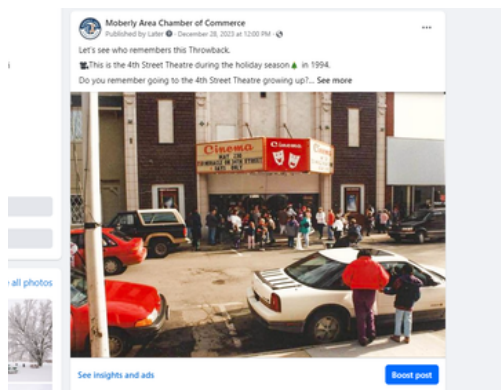 Moberly Area Chamber of Commerce
Published by Later · December 28, 2023 at 12:00 PM ·
Let's see who remembers this Throwback.
This is the 4th Street Theatre during the holiday season🎄 in 1994.
Do you remember going to the 4th Street Theatre growing up?... See more
Cinema
Cinema
ONLY
all photos
See insights and ads
Boost post